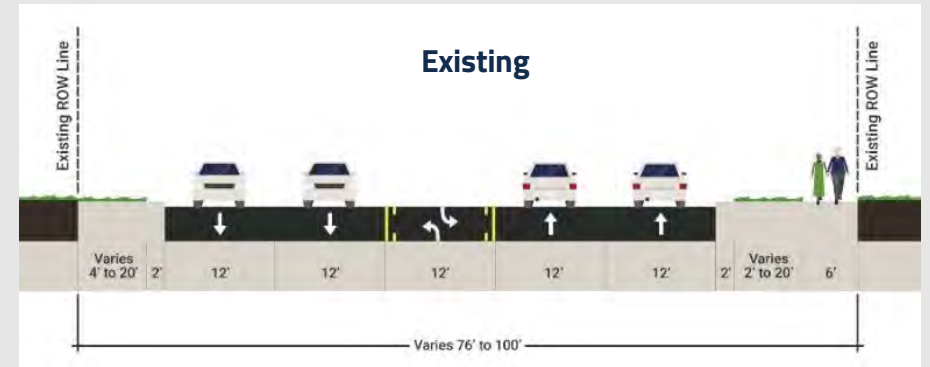 Existing
Existing ROW Line
Existing ROW Line
Varies
4' to 20'
2'
12'
12'
12'
12'
12'
2'
Varies
2' to 20'
6'
Varies 76' to 100'